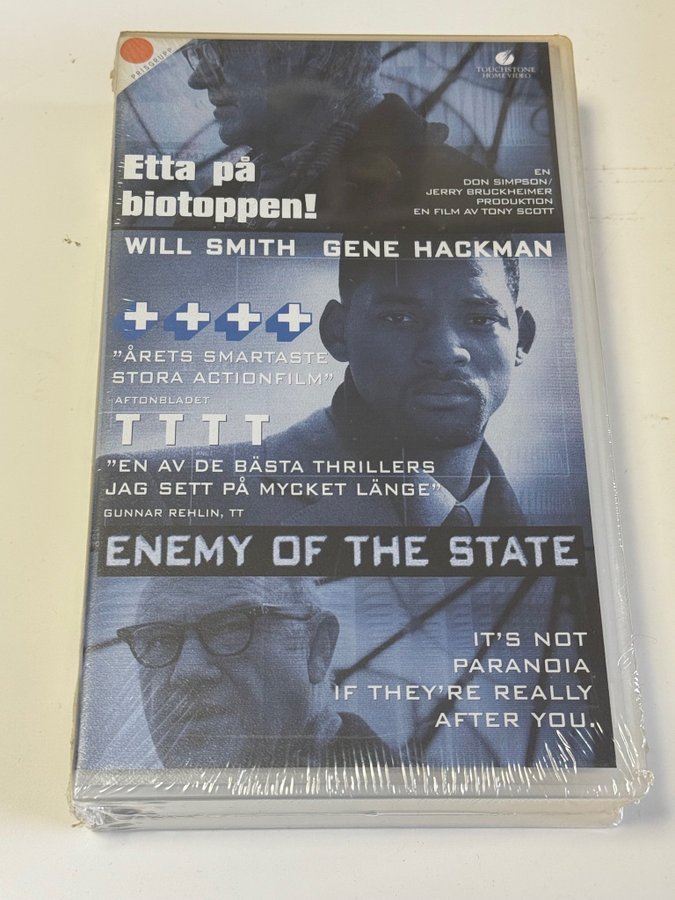 PRISGRUPP
TOUCHSTONE
HOME VIDEO
Etta på
biotoppen!
EN
DON SIMPSON/
JERRY BRUCKHEIMER
PRODUKTION
EN FILM AV TONY SCOTT
WILL SMITH GENE HACKMAN
++++
"ÅRETS SMARTASTE
STORA ACTIONFILM"
-AFTONBLADET
TTTT
"EN AV DE BÄSTA THRILLERS
JAG SETT PÅ MYCKET LÄNGE"
GUNNAR REHLIN, TT
ENEMY OF THE STATE
IT'S NOT
PARANOIA
IF THEY'RE REALLY
AFTER YOU.